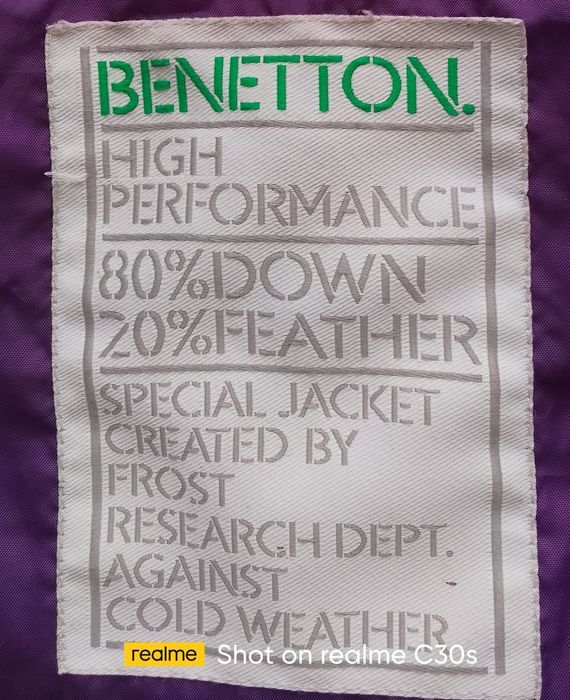 BENETTON.
HIGH
PERFORMANCE
80%DOWN
20%FEATHER
SPECIAL JACKET
CREATED BY
FROST
RESEARCH DEPT.
AGAINST
COLD WEATHER
realme Shot on realme C30s